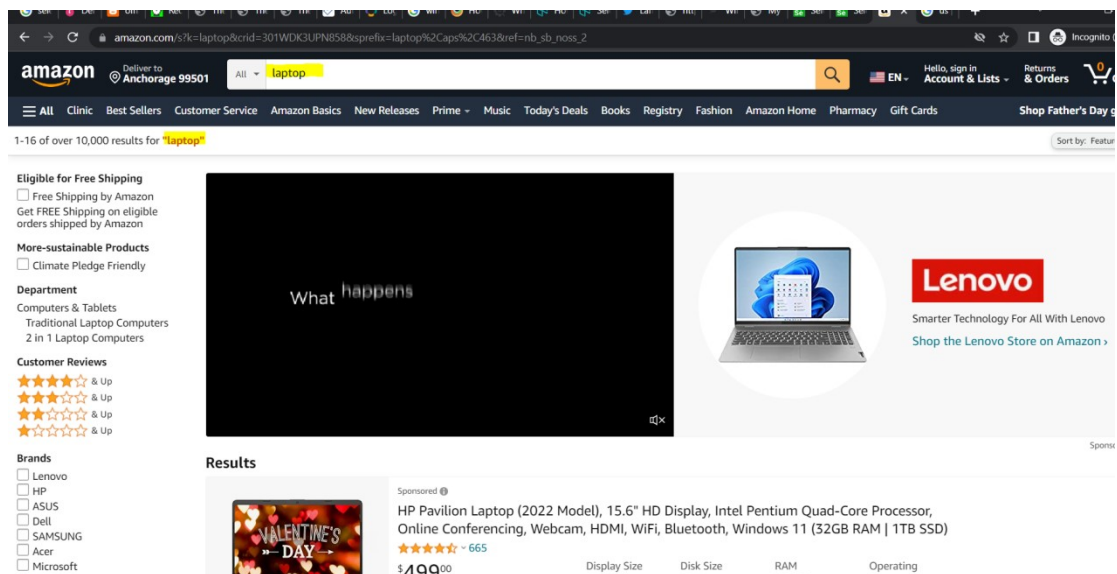 amazon.com/s?k=laptop&crid=301WDK3UPN858&sprefix=laptop%2Caps%2C463&ref=nb_sb_noss_2
Incognito
amazon
Deliver to
Anchorage 99501
All
laptop
EN
Hello, sign in
Account & Lists
Returns
& Orders
0
All Clinic Best Sellers Customer Service Amazon Basics New Releases Prime Music Today's Deals Books Registry Fashion Amazon Home Pharmacy Gift Cards Shop Father's Day
1-16 of over 10,000 results for "laptop"
Sort by:
Eligible for Free Shipping
Free Shipping by Amazon
Get FREE Shipping on eligible
orders shipped by Amazon
More-sustainable Products
Climate Pledge Friendly
Department
Computers & Tablets
Traditional Laptop Computers
2 in 1 Laptop Computers
Customer Reviews
& Up
& Up
& Up
& Up
Brands
Lenovo
HP
ASUS
Dell
SAMSUNG
Acer
Microsoft
What happens
Lenovo
Smarter Technology For All With Lenovo
Shop the Lenovo Store on Amazon ›
Results
Sponsored
HP Pavilion Laptop (2022 Model), 15.6" HD Display, Intel Pentium Quad-Core Processor,
Online Conferencing, Webcam, HDMI, WiFi, Bluetooth, Windows 11 (32GB RAM | 1TB SSD)
665
$49900
Display Size Disk Size RAM Operating
VALENTINE'S
DAY